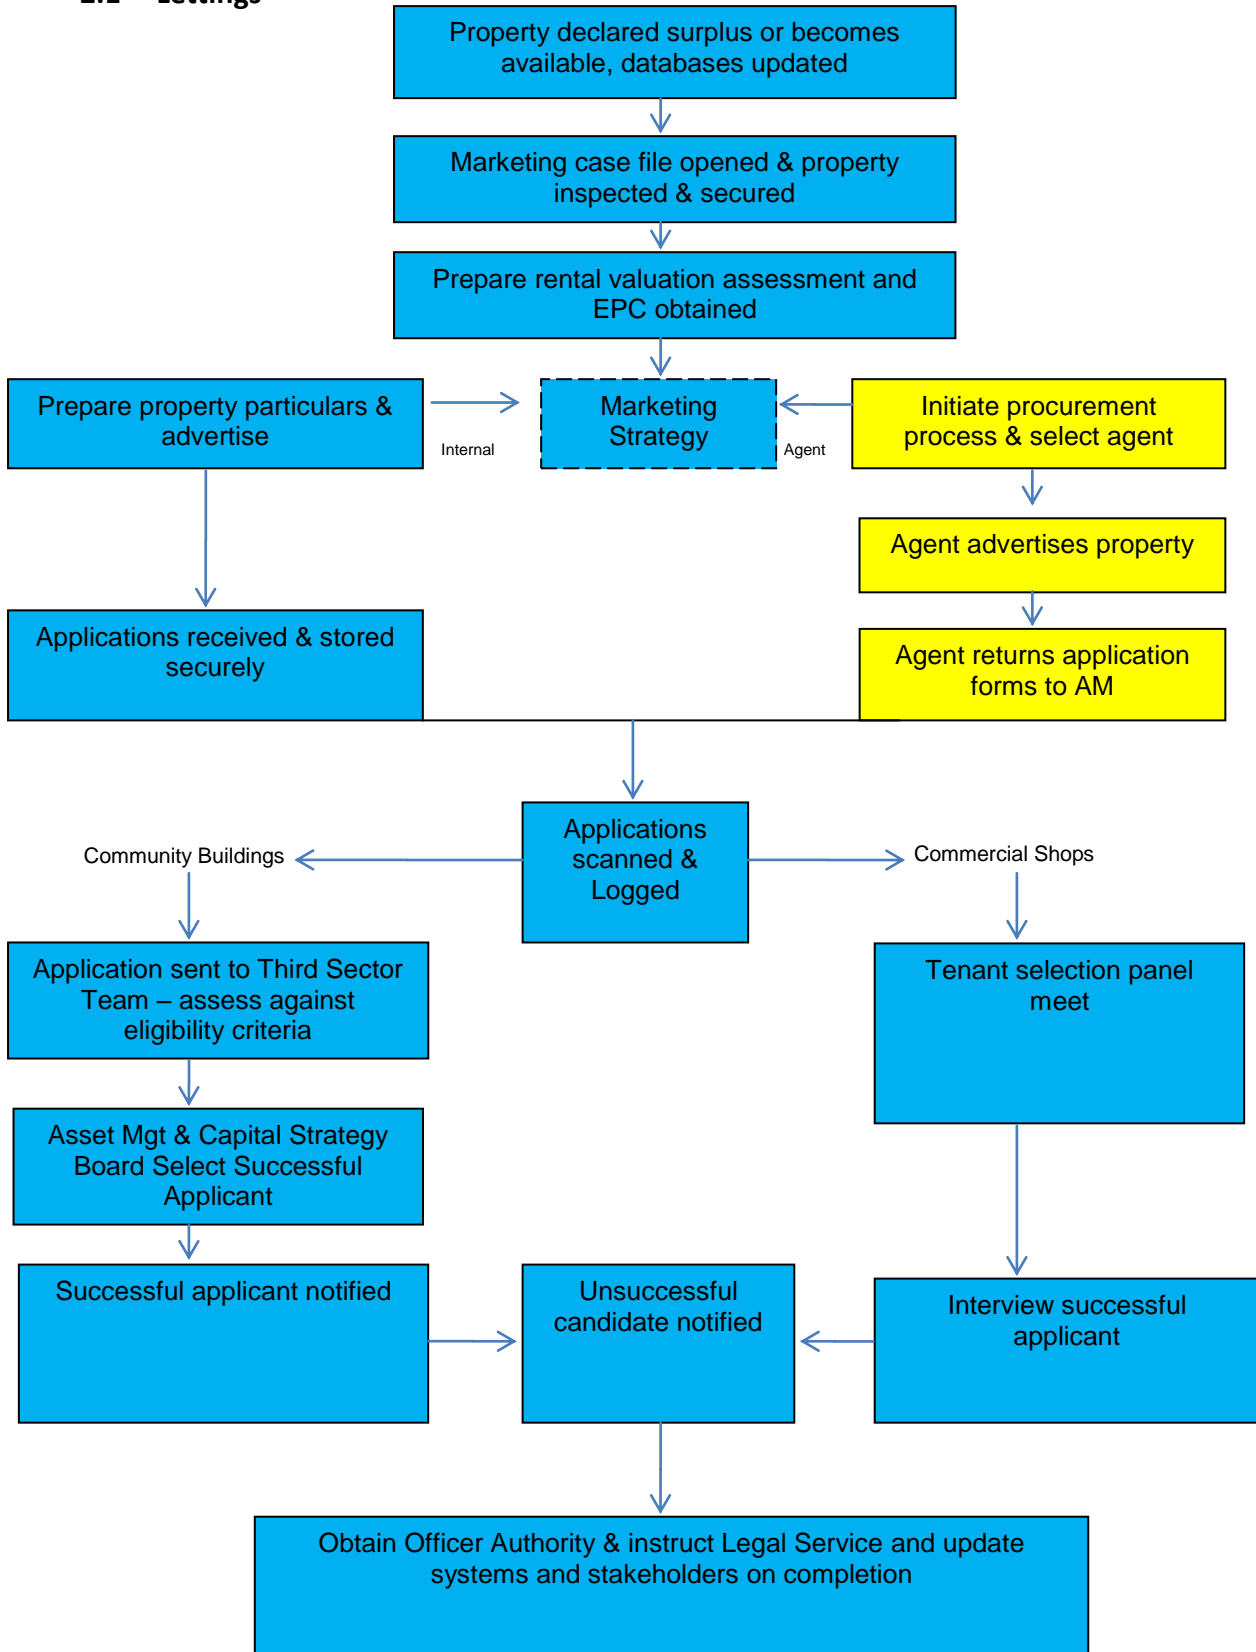 Lettings
Property declared surplus or becomes
available, databases updated
Marketing case file opened & property
inspected & secured
Prepare rental valuation assessment and
EPC obtained
Prepare property particulars &
advertise
Internal
Marketing
Strategy
Agent
Initiate procurement
process & select agent
Agent advertises property
Applications received & stored
securely
Agent returns application
forms to AM
Applications
scanned &
Logged
Community Buildings
Commercial Shops
Application sent to Third Sector
Team – assess against
eligibility criteria
Tenant selection panel
meet
Asset Mgt & Capital Strategy
Board Select Successful
Applicant
Successful applicant notified
Unsuccessful
candidate notified
Interview successful
applicant
Obtain Officer Authority & instruct Legal Service and update
systems and stakeholders on completion